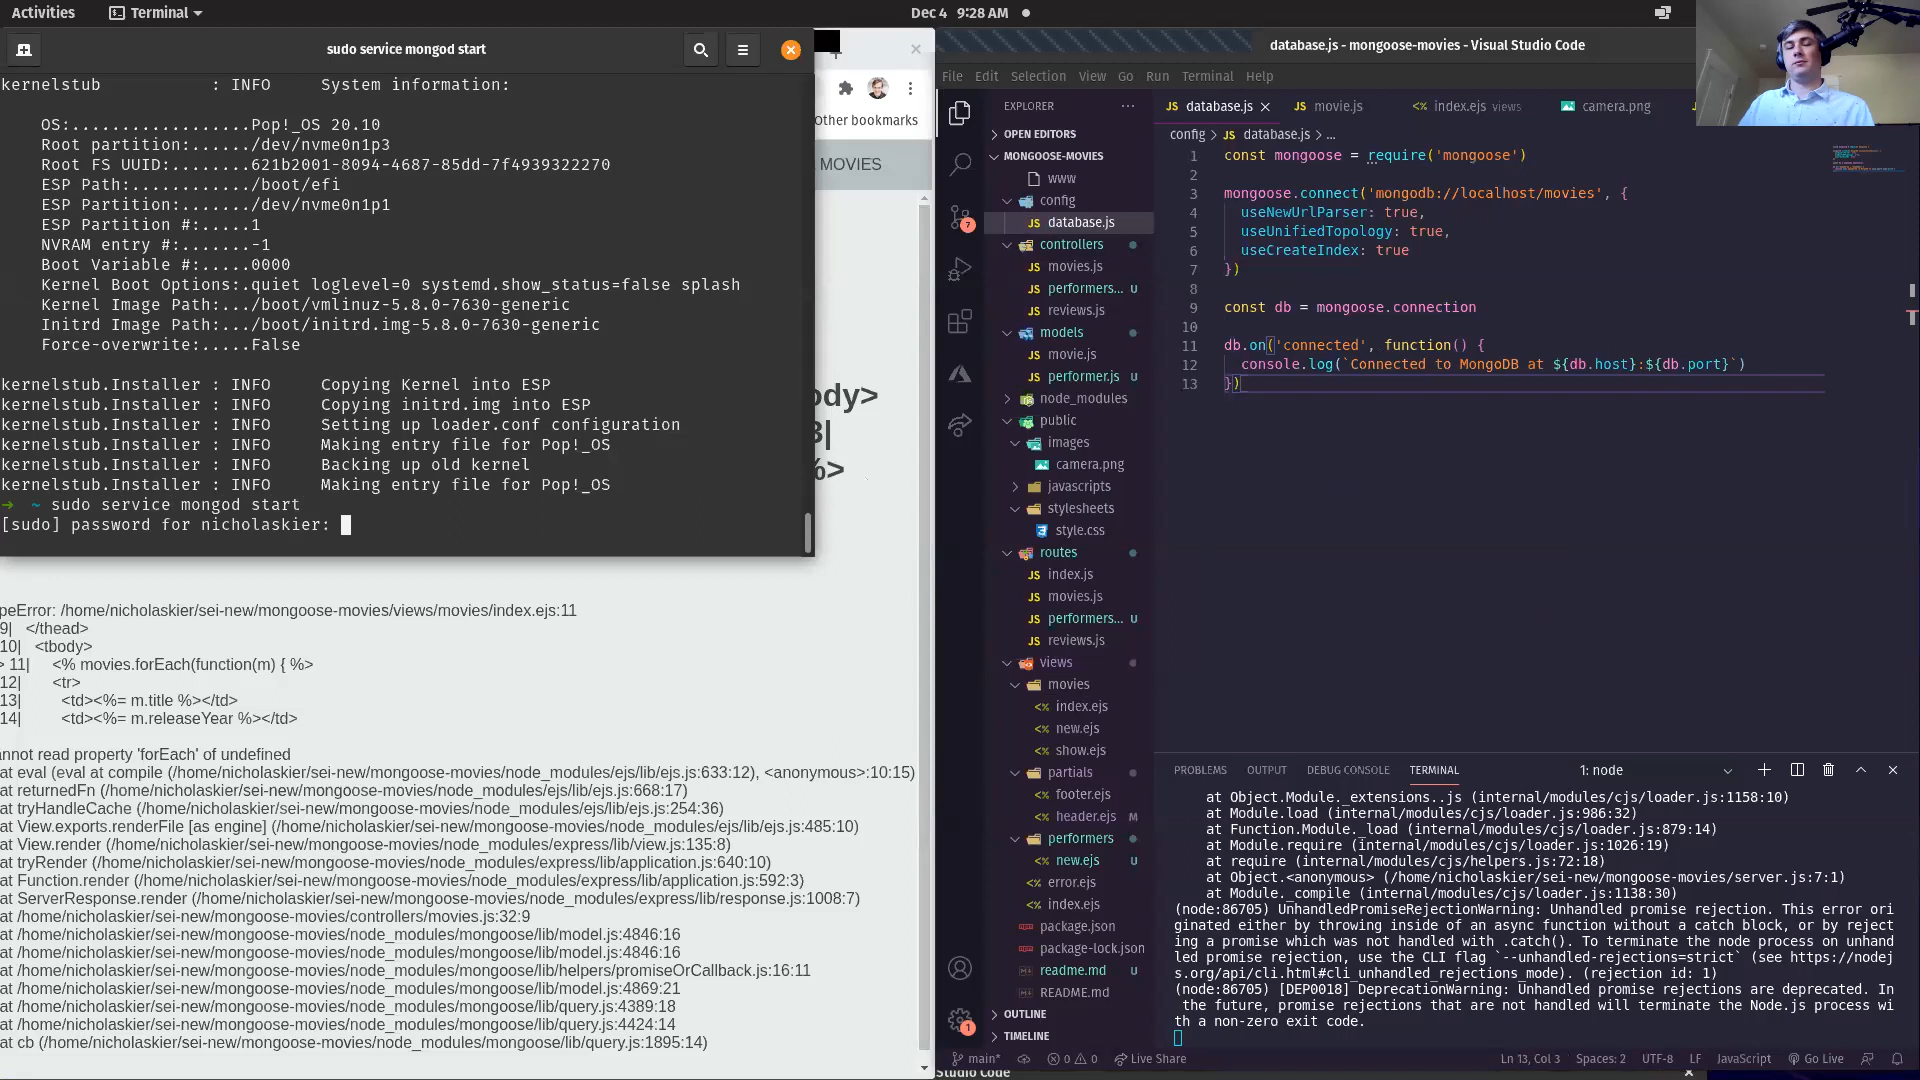 Activities
Terminal
Dec 4 9:28 AM
sudo service mongod start
kernelstub : INFO System information:
OS:..................Pop!_OS 20.10
Root partition:....../dev/nvme0n1p3
Root FS UUID:........621b2001-8094-4687-85dd-7f4939322270
ESP Path:............/boot/efi
ESP Partition:......./dev/nvme0n1p1
ESP Partition #:.....1
NVRAM entry #:.......-1
Boot Variable #:.....0000
Kernel Boot Options:.quiet loglevel=0 systemd.show_status=false splash
Kernel Image Path:.../boot/vmlinuz-5.8.0-7630-generic
Initrd Image Path:.../boot/initrd.img-5.8.0-7630-generic
Force-overwrite:.....False
kernelstub.Installer : INFO Copying Kernel into ESP
kernelstub.Installer : INFO Copying initrd.img into ESP
kernelstub.Installer : INFO Setting up loader.conf configuration
kernelstub.Installer : INFO Making entry file for Pop!_OS
kernelstub.Installer : INFO Backing up old kernel
kernelstub.Installer : INFO Making entry file for Pop!_OS
→ ~ sudo service mongod start
[sudo] password for nicholaskier:
Other bookmarks
MOVIES
ody>
3|
%>
peError: /home/nicholaskier/sei-new/mongoose-movies/views/movies/index.ejs:11
9| </thead>
10| <tbody>
> 11| <% movies.forEach(function(m) { %>
12| <tr>
13| <td><%= m.title %></td>
14| <td><%= m.releaseYear %></td>
annot read property 'forEach' of undefined
at eval (eval at compile (/home/nicholaskier/sei-new/mongoose-movies/node_modules/ejs/lib/ejs.js:633:12), <anonymous>:10:15)
at returnedFn (/home/nicholaskier/sei-new/mongoose-movies/node_modules/ejs/lib/ejs.js:668:17)
at tryHandleCache (/home/nicholaskier/sei-new/mongoose-movies/node_modules/ejs/lib/ejs.js:254:36)
at View.exports.renderFile [as engine] (/home/nicholaskier/sei-new/mongoose-movies/node_modules/ejs/lib/ejs.js:485:10)
at View.render (/home/nicholaskier/sei-new/mongoose-movies/node_modules/express/lib/view.js:135:8)
at tryRender (/home/nicholaskier/sei-new/mongoose-movies/node_modules/express/lib/application.js:640:10)
at Function.render (/home/nicholaskier/sei-new/mongoose-movies/node_modules/express/lib/application.js:592:3)
at ServerResponse.render (/home/nicholaskier/sei-new/mongoose-movies/node_modules/express/lib/response.js:1008:7)
at /home/nicholaskier/sei-new/mongoose-movies/controllers/movies.js:32:9
at /home/nicholaskier/sei-new/mongoose-movies/node_modules/mongoose/lib/model.js:4846:16
at /home/nicholaskier/sei-new/mongoose-movies/node_modules/mongoose/lib/model.js:4846:16
at /home/nicholaskier/sei-new/mongoose-movies/node_modules/mongoose/lib/helpers/promiseOrCallback.js:16:11
at /home/nicholaskier/sei-new/mongoose-movies/node_modules/mongoose/lib/model.js:4869:21
at /home/nicholaskier/sei-new/mongoose-movies/node_modules/mongoose/lib/query.js:4389:18
at /home/nicholaskier/sei-new/mongoose-movies/node_modules/mongoose/lib/query.js:4424:14
at cb (/home/nicholaskier/sei-new/mongoose-movies/node_modules/mongoose/lib/query.js:1895:14)
database.js - mongoose-movies - Visual Studio Code
File Edit Selection View Go Run Terminal Help
EXPLORER ···
OPEN EDITORS
MONGOOSE-MOVIES
www
config
database.js
controllers
movies.js
performers... U
reviews.js
models
movie.js
performer.js U
node_modules
public
images
camera.png
javascripts
stylesheets
style.css
routes
index.js
movies.js
performers... U
reviews.js
views
movies
index.ejs
new.ejs
show.ejs
partials
footer.ejs
header.ejs M
performers
new.ejs U
error.ejs
index.ejs
package.json
package-lock.json
readme.md U
README.md
OUTLINE
TIMELINE
7
1
JS database.js JS movie.js <% index.ejs views camera.png
config > JS database.js > ...
1 const mongoose = require('mongoose')
2
3 mongoose.connect('mongodb://localhost/movies', {
4 useNewUrlParser: true,
5 useUnifiedTopology: true,
6 useCreateIndex: true
7 })
8
9 const db = mongoose.connection
10
11 db.on('connected', function() {
12 console.log(`Connected to MongoDB at ${db.host}:${db.port}`)
13 })
PROBLEMS OUTPUT DEBUG CONSOLE TERMINAL 1: node
at Object.Module._extensions..js (internal/modules/cjs/loader.js:1158:10)
at Module.load (internal/modules/cjs/loader.js:986:32)
at Function.Module._load (internal/modules/cjs/loader.js:879:14)
at Module.require (internal/modules/cjs/loader.js:1026:19)
at require (internal/modules/cjs/helpers.js:72:18)
at Object.<anonymous> (/home/nicholaskier/sei-new/mongoose-movies/server.js:7:1)
at Module._compile (internal/modules/cjs/loader.js:1138:30)
(node:86705) UnhandledPromiseRejectionWarning: Unhandled promise rejection. This error ori
ginated either by throwing inside of an async function without a catch block, or by reject
ing a promise which was not handled with .catch(). To terminate the node process on unhand
led promise rejection, use the CLI flag `--unhandled-rejections=strict` (see https://nodej
s.org/api/cli.html#cli_unhandled_rejections_mode). (rejection id: 1)
(node:86705) [DEP0018] DeprecationWarning: Unhandled promise rejections are deprecated. In
the future, promise rejections that are not handled will terminate the Node.js process wi
th a non-zero exit code.
main* 0 0 Live Share Ln 13, Col 3 Spaces: 2 UTF-8 LF JavaScript Go Live
Studio Code